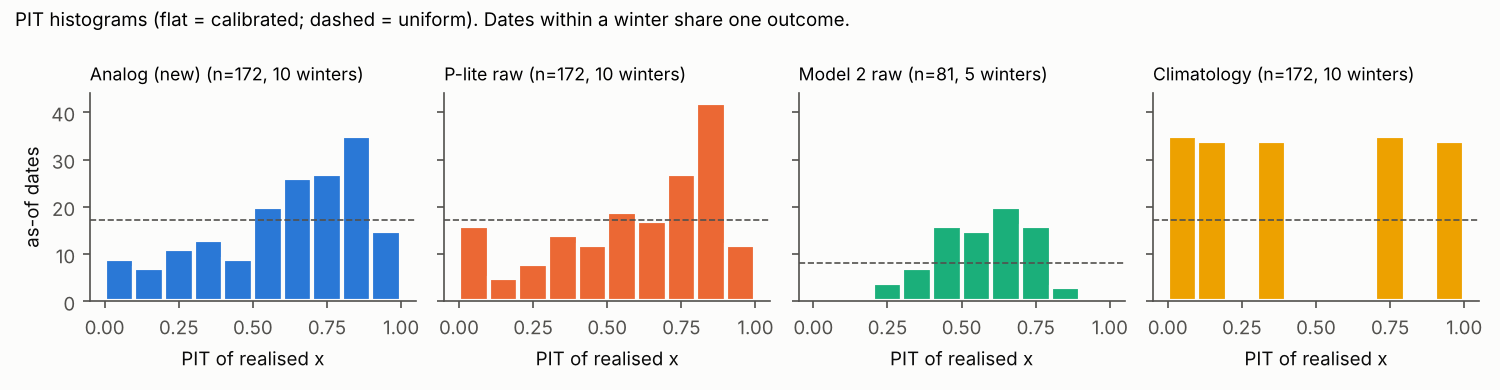 PIT histograms (flat = calibrated; dashed = uniform). Dates within a winter share one outcome.
Analog (new) (n=172, 10 winters)
P-lite raw (n=172, 10 winters)
Model 2 raw (n=81, 5 winters)
Climatology (n=172, 10 winters)
as-of dates
40
30
20
10
0
0.00 0.25 0.50 0.75 1.00
0.00 0.25 0.50 0.75 1.00
0.00 0.25 0.50 0.75 1.00
0.00 0.25 0.50 0.75 1.00
PIT of realised x
PIT of realised x
PIT of realised x
PIT of realised x